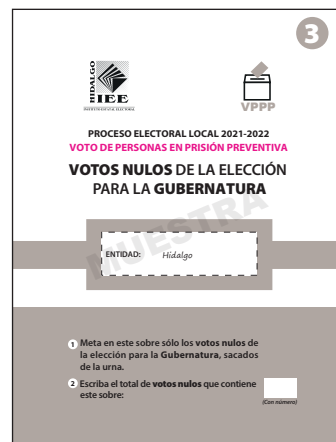 3
HIDALGO
IEE
INSTITUTO ESTATAL ELECTORAL
VPPP
PROCESO ELECTORAL LOCAL 2021-2022
VOTO DE PERSONAS EN PRISIÓN PREVENTIVA
VOTOS NULOS DE LA ELECCIÓN
PARA LA GUBERNATURA
MUESTRA
ENTIDAD: Hidalgo
1 Meta en este sobre sólo los votos nulos de
la elección para la Gubernatura, sacados
de la urna.
2 Escriba el total de votos nulos que contiene
este sobre:
(Con número)